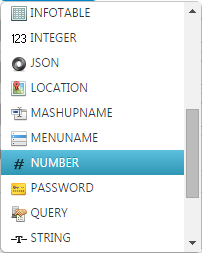 INFOTABLE
123 INTEGER
JSON
LOCATION
MASHUPNAME
MENUNAME
# NUMBER
PASSWORD
QUERY
T STRING